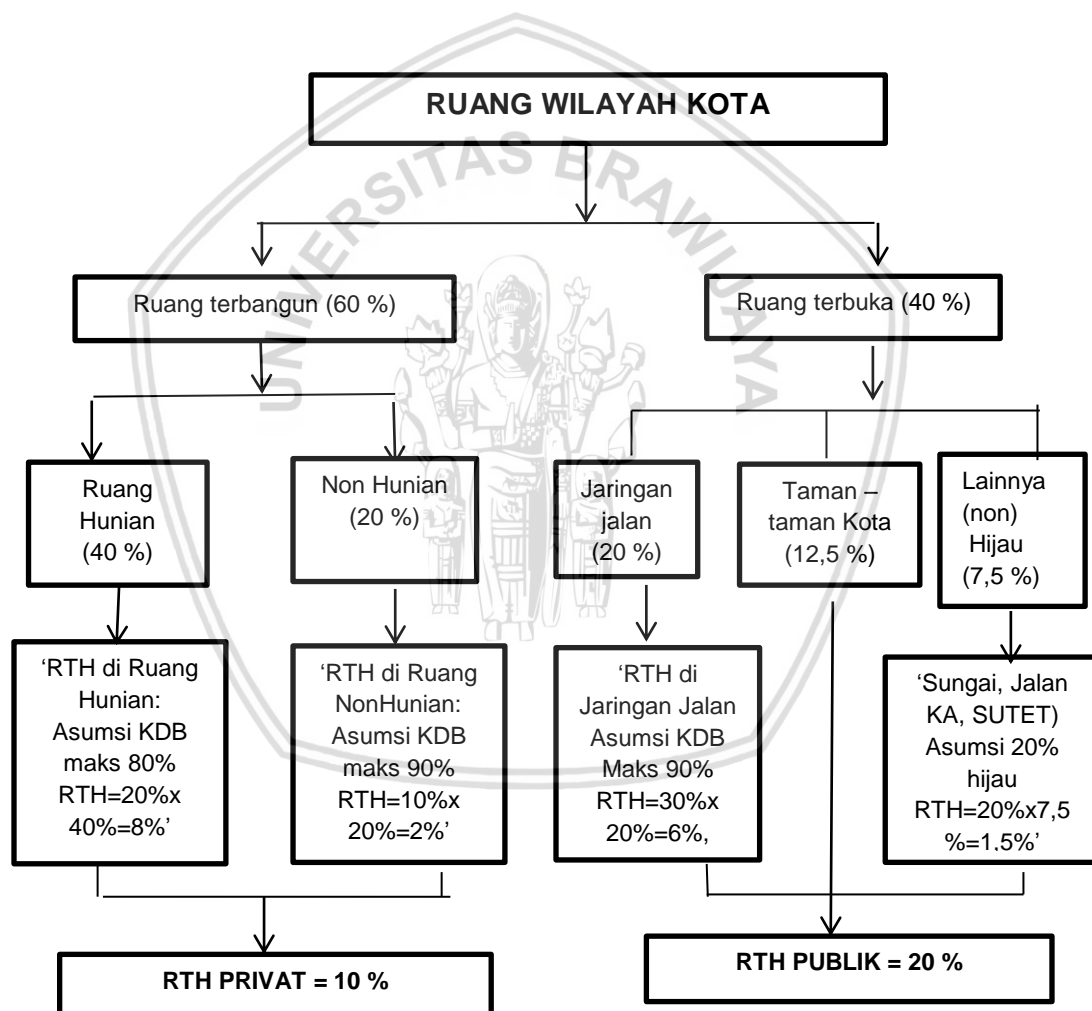 RUANG WILAYAH KOTA
UNIVERSITAS BRAWIJAYA
Ruang terbangun (60 %)
Ruang terbuka (40 %)
Ruang
Hunian
(40 %)
Non Hunian
(20 %)
Jaringan
jalan
(20 %)
Taman –
taman Kota
(12,5 %)
Lainnya
(non)
Hijau
(7,5 %)
‘RTH di Ruang
Hunian:
Asumsi KDB
maks 80%
RTH=20%x
40%=8%’
‘RTH di Ruang
NonHunian:
Asumsi KDB
maks 90%
RTH=10%x
20%=2%’
‘RTH di
Jaringan Jalan
Asumsi KDB
Maks 90%
RTH=30%x
20%=6%,
‘Sungai, Jalan
KA, SUTET)
Asumsi 20%
hijau
RTH=20%x7,5
%=1,5%’
RTH PRIVAT = 10 %
RTH PUBLIK = 20 %